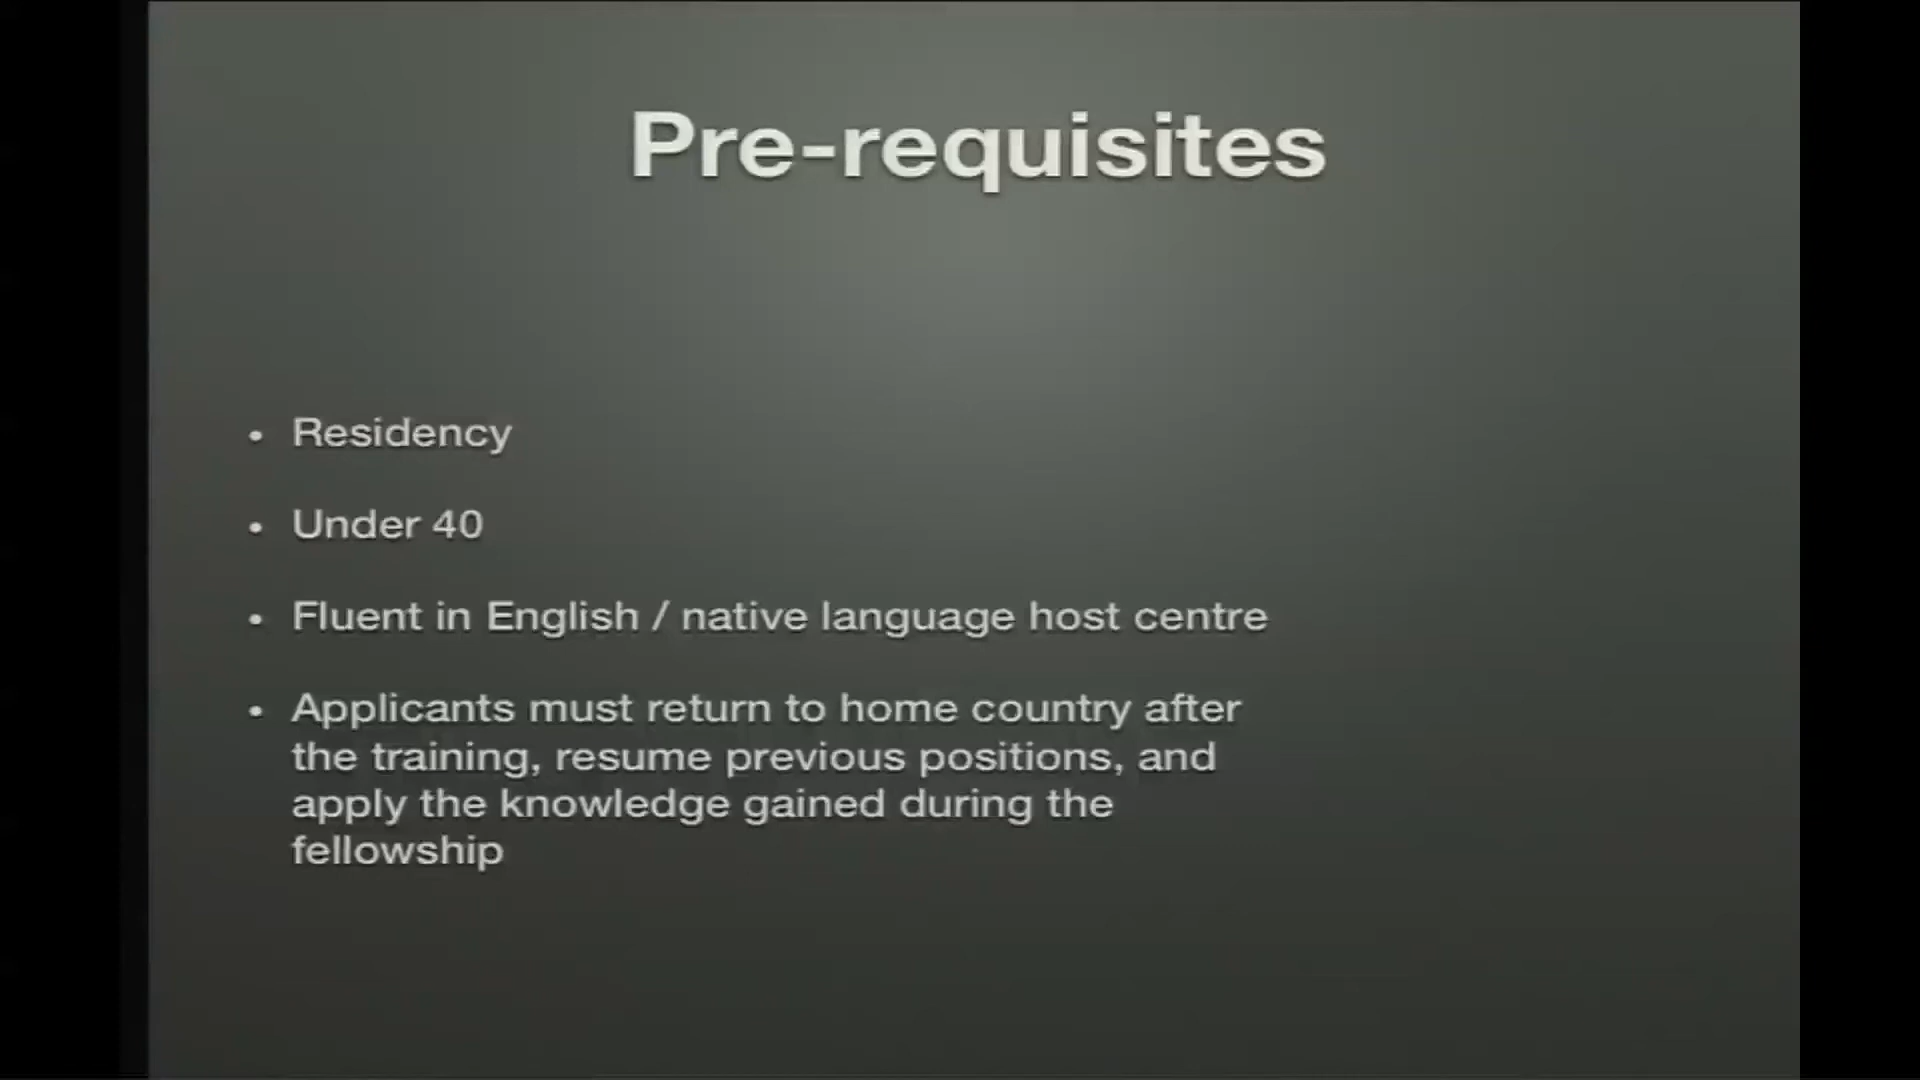 Pre-requisites
• Residency
• Under 40
• Fluent in English / native language host centre
• Applicants must return to home country after
the training, resume previous positions, and
apply the knowledge gained during the
fellowship